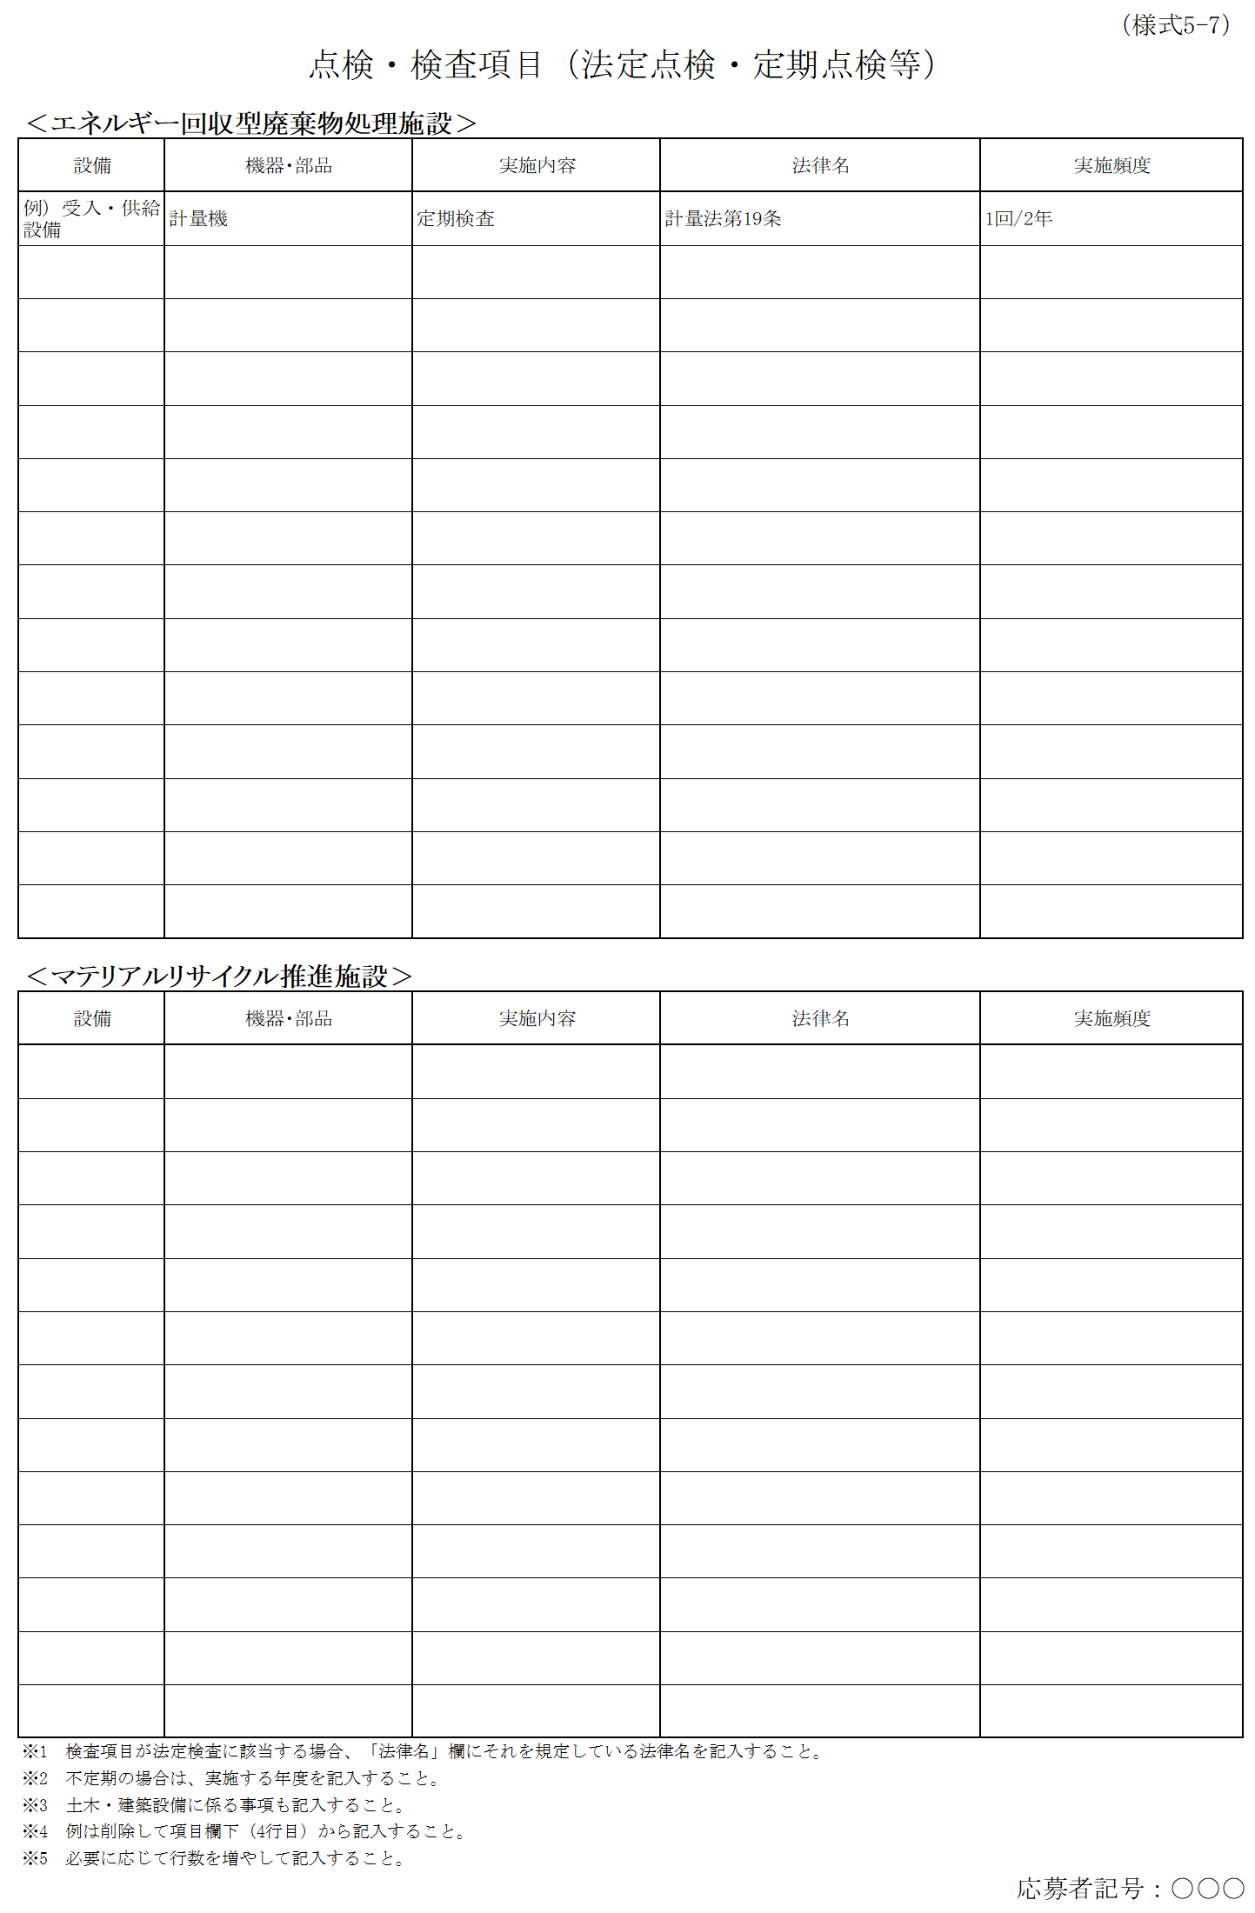 （様式5-7）
点検・検査項目（法定点検・定期点検等）
＜エネルギー回収型廃棄物処理施設＞
設備 機器・部品 実施内容 法律名 実施頻度
例）受入・供給
設備 計量機 定期検査 計量法第19条 1回/2年
＜マテリアルリサイクル推進施設＞
設備 機器・部品 実施内容 法律名 実施頻度
※1　検査項目が法定検査に該当する場合、「法律名」欄にそれを規定している法律名を記入すること。
※2　不定期の場合は、実施する年度を記入すること。
※3　土木・建築設備に係る事項も記入すること。
※4　例は削除して項目欄下（4行目）から記入すること。
※5　必要に応じて行数を増やして記入すること。
応募者記号：〇〇〇